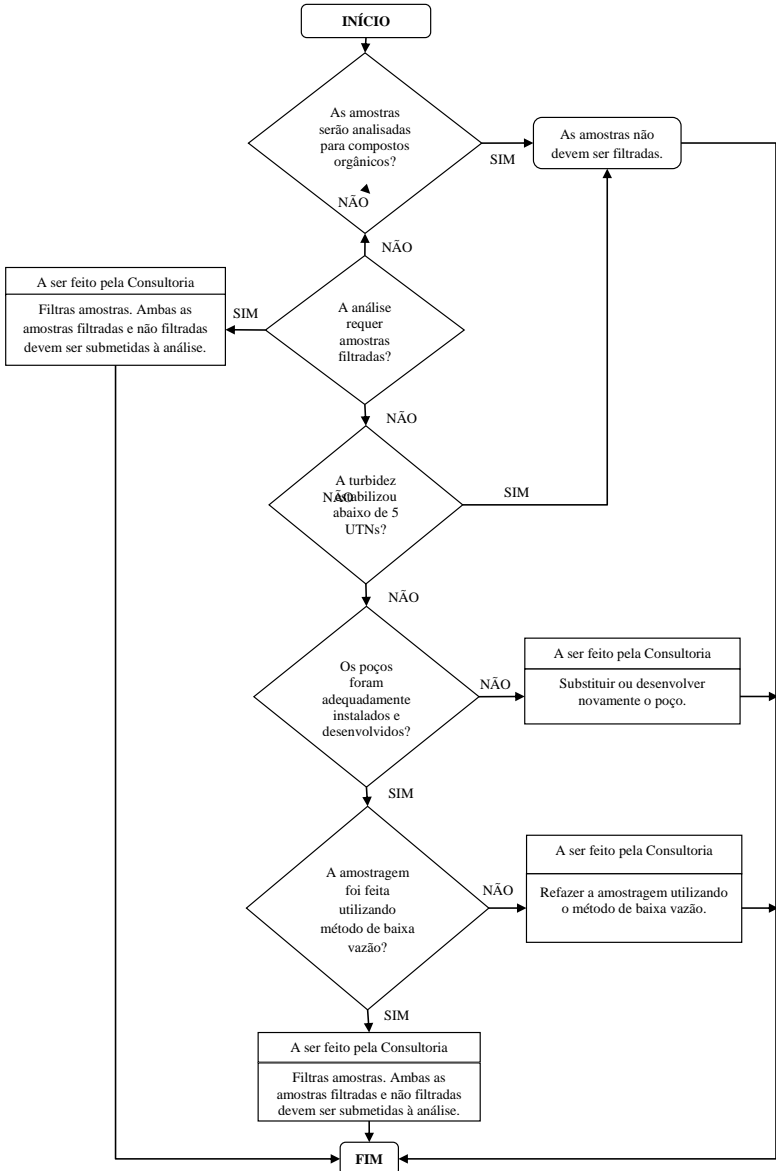 INÍCIO
As amostras
serão analisadas
para compostos
orgânicos?
SIM
As amostras não
devem ser filtradas.
NÃO
NÃO
A ser feito pela Consultoria
Filtras amostras. Ambas as
amostras filtradas e não filtradas
devem ser submetidas à análise.
SIM
A análise
requer
amostras
filtradas?
NÃO
A turbidez
estabilizou
NÃO
abaixo de 5
UTNs?
SIM
NÃO
Os poços
foram
adequadamente
instalados e
desenvolvidos?
NÃO
A ser feito pela Consultoria
Substituir ou desenvolver
novamente o poço.
SIM
A amostragem
foi feita
utilizando
método de baixa
vazão?
NÃO
A ser feito pela Consultoria
Refazer a amostragem utilizando
o método de baixa vazão.
SIM
A ser feito pela Consultoria
Filtras amostras. Ambas as
amostras filtradas e não filtradas
devem ser submetidas à análise.
FIM